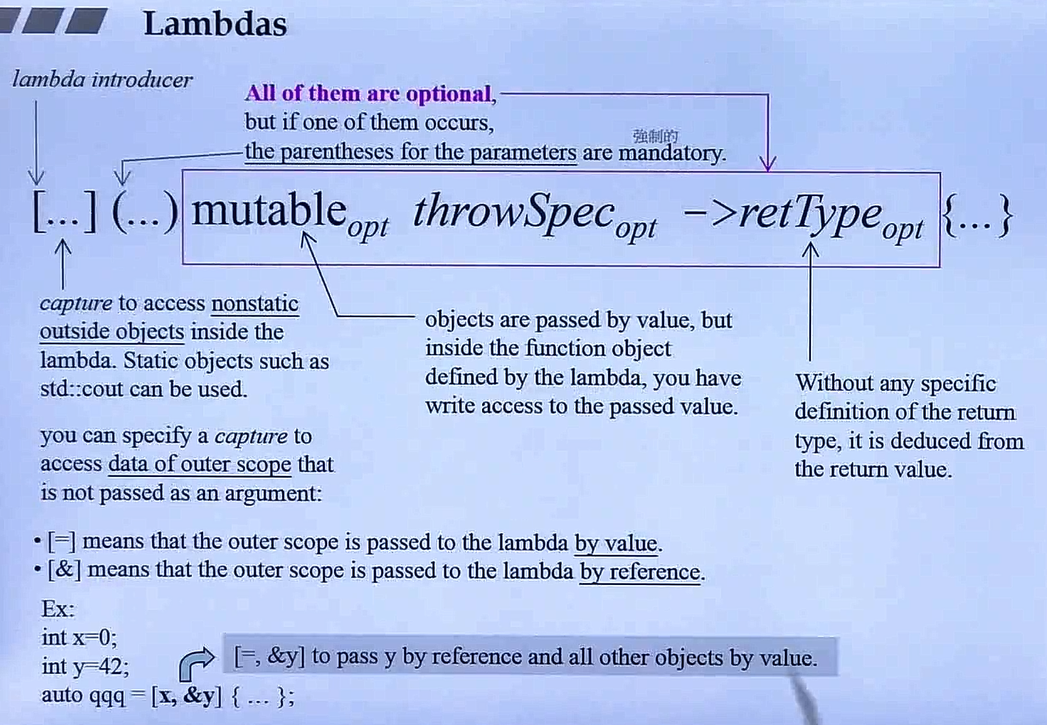 Lambdas
lambda introducer
All of them are optional,
but if one of them occurs,
強制的
the parentheses for the parameters are mandatory.
[...] (...) mutable opt throwSpec opt ->retType opt {...}
capture to access nonstatic
outside objects inside the
lambda. Static objects such as
std::cout can be used.
objects are passed by value, but
inside the function object
defined by the lambda, you have
write access to the passed value.
Without any specific
definition of the return
type, it is deduced from
the return value.
you can specify a capture to
access data of outer scope that
is not passed as an argument:
• [=] means that the outer scope is passed to the lambda by value.
• [&] means that the outer scope is passed to the lambda by reference.
Ex:
int x=0;
int y=42;
[=, &y] to pass y by reference and all other objects by value.
auto qqq = [x, &y] { ... };